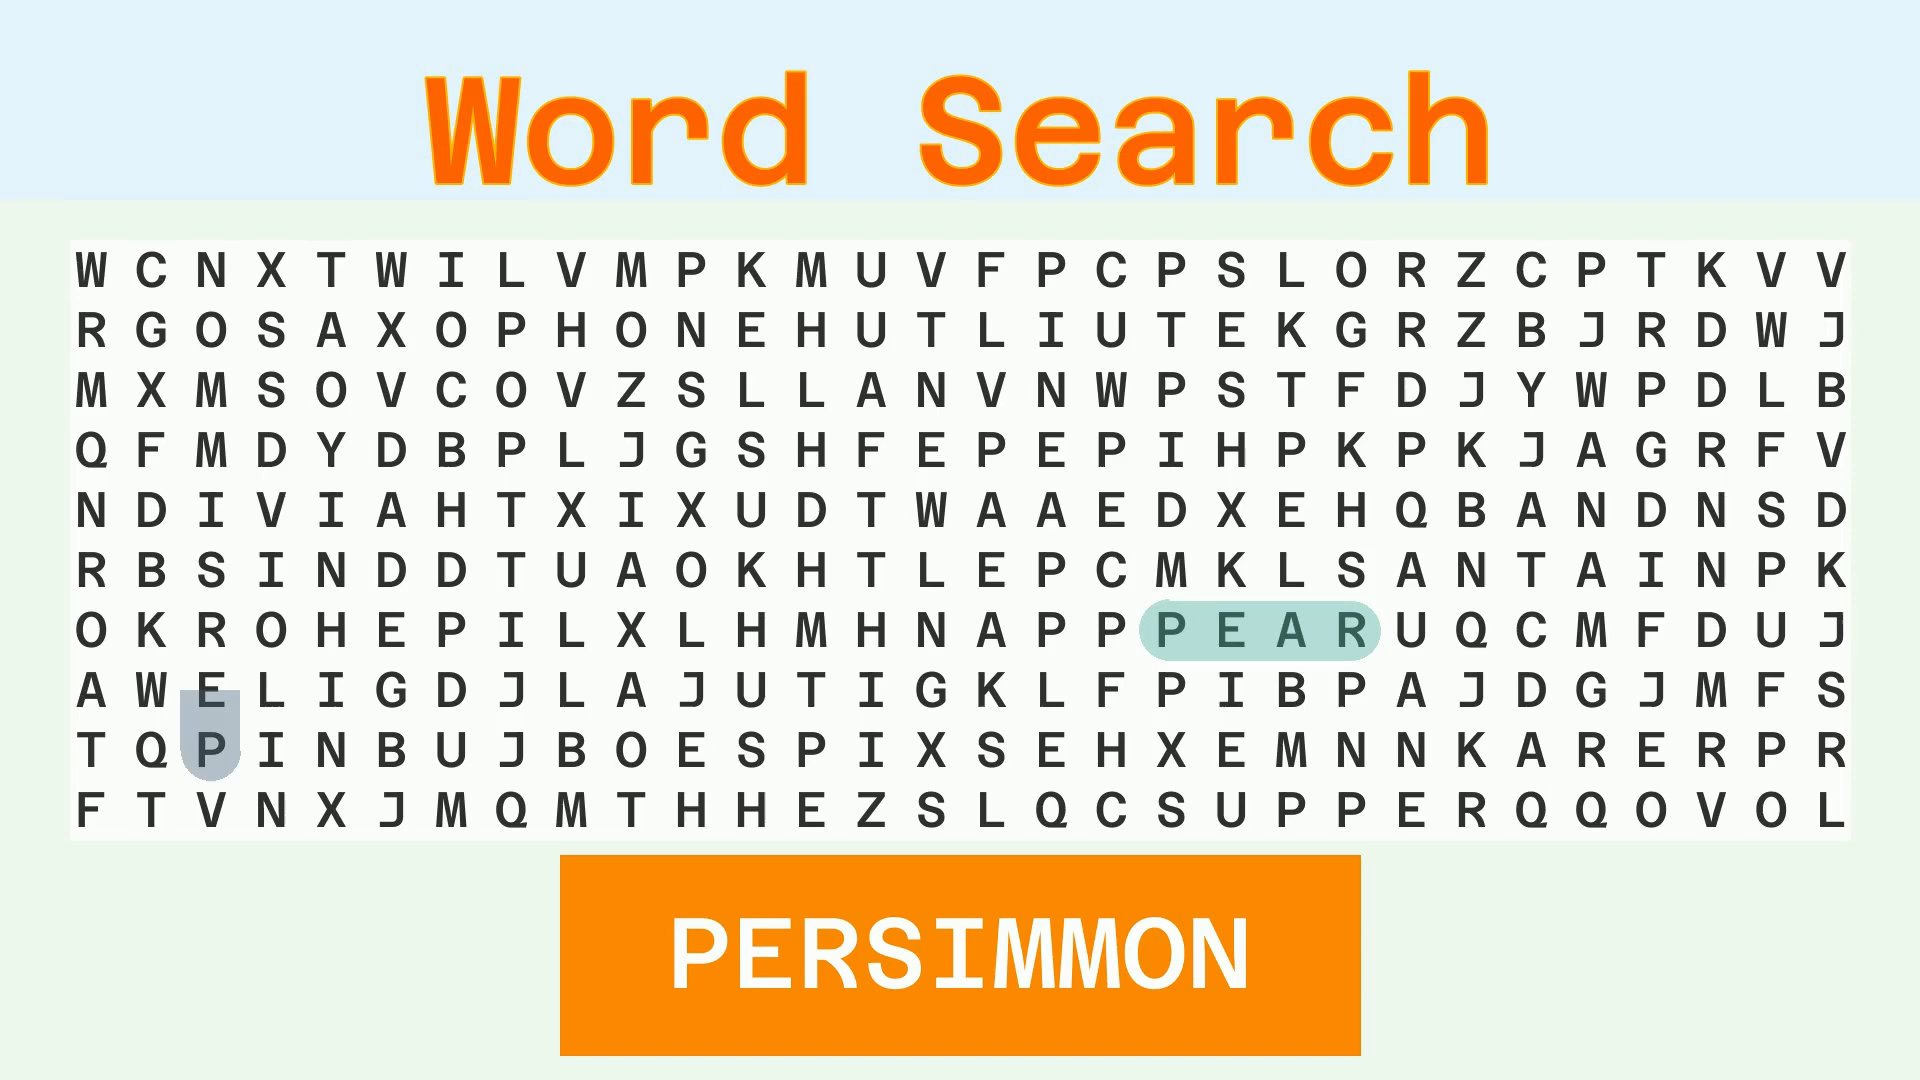 Word Search
W C N X T W I L V M P K M U V F P C P S L O R Z C P T K V V
R G O S A X O P H O N E H U T L I U T E K G R Z B J R D W J
M X M S O V C O V Z S L L A N V N W P S T F D J Y W P D L B
Q F M D Y D B P L J G S H F E P E P I H P K P K J A G R F V
N D I V I A H T X I X U D T W A A E D X E H Q B A N D N S D
R B S I N D D T U A O K H T L E P C M K L S A N T A I N P K
O K R O H E P I L X L H M H N A P P P E A R U Q C M F D U J
A W E L I G D J L A J U T I G K L F P I B P A J D G J M F S
T Q P I N B U J B O E S P I X S E H X E M N N K A R E R P R
F T V N X J M Q M T H H E Z S L Q C S U P P E R Q Q O V O L
PERSIMMON